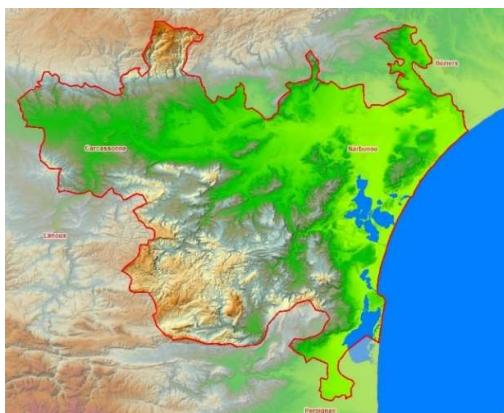 Béziers
Carcassonne
Narbonne
Limoux
Perpignan